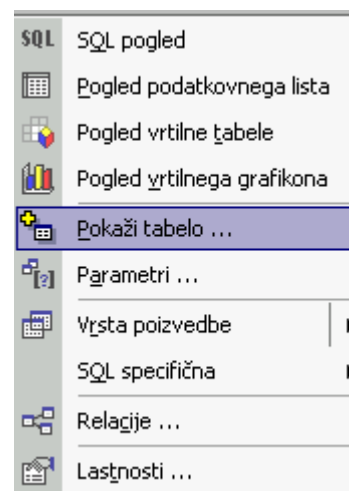 SQL SQL pogled
Pogled podatkovnega lista
Pogled vrtilne tabele
Pogled vrtilnega grafikona
Pokaži tabelo ...
[?] Parametri ...
Vrsta poizvedbe
SQL specifična
Relacije ...
Lastnosti ...